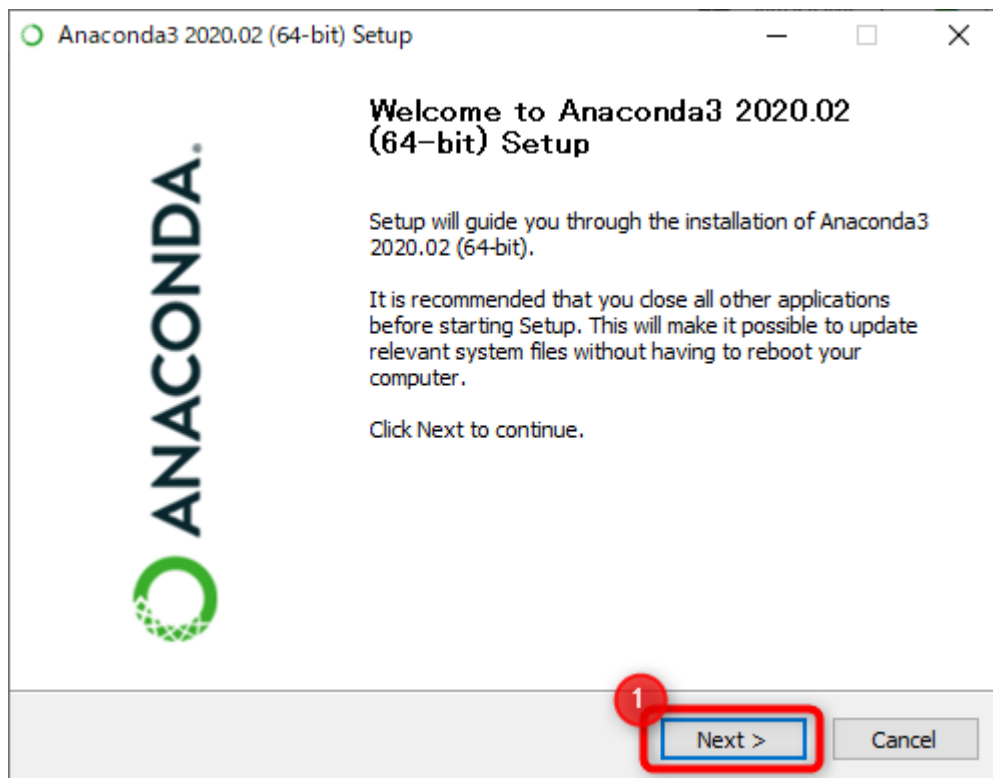 Anaconda3 2020.02 (64-bit) Setup
Welcome to Anaconda3 2020.02
(64-bit) Setup
ANACONDA.
Setup will guide you through the installation of Anaconda3
2020.02 (64-bit).
It is recommended that you close all other applications
before starting Setup. This will make it possible to update
relevant system files without having to reboot your
computer.
Click Next to continue.
1
Next >
Cancel